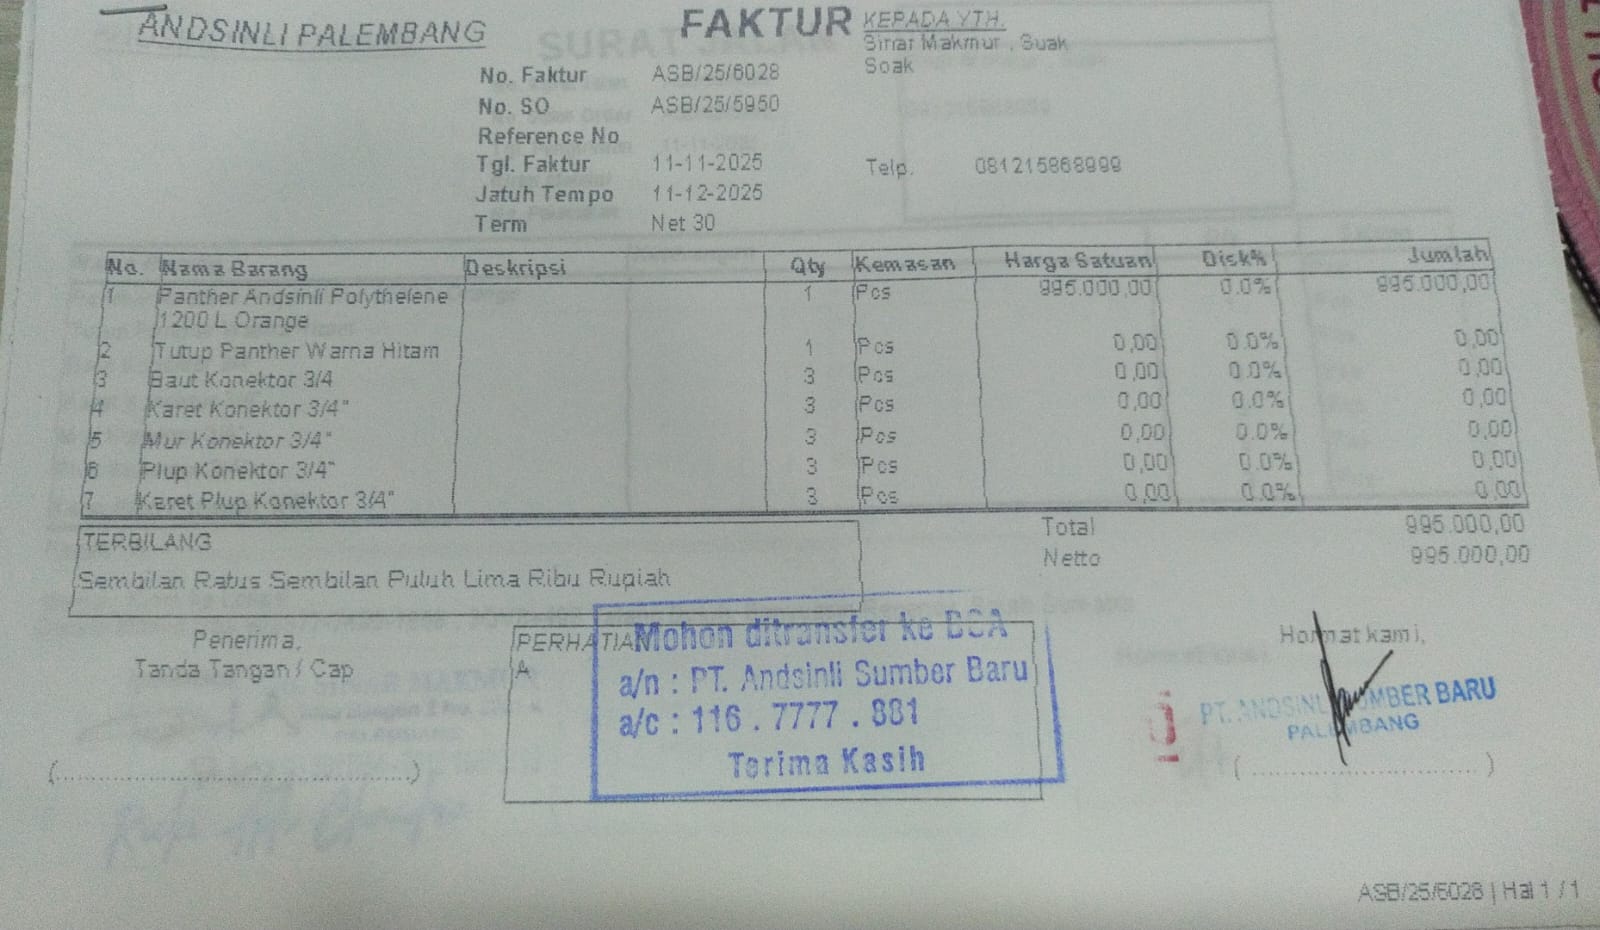 ANDSINLI PALEMBANG
FAKTUR
KEPADA YTH.
Sinar Makmur , Suak
Soak
No. Faktur ASB/25/6028
No. SO ASB/25/5950
Reference No
Tgl. Faktur 11-11-2025
Telp. 081215868999
Jatuh Tempo 11-12-2025
Term Net 30
No. Nama Barang Deskripsi Qty Kemasan Harga Satuan Disk% Jumlah
1 Panther Andsinli Polythelene 1 Pcs 995.000,00 0.0% 995.000,00
1200 L Orange
2 Tutup Panther Warna Hitam 1 Pcs 0,00 0.0% 0,00
3 Baut Konektor 3/4 3 Pcs 0,00 0.0% 0,00
4 Karet Konektor 3/4" 3 Pcs 0,00 0.0% 0,00
5 Mur Konektor 3/4" 3 Pcs 0,00 0.0% 0,00
6 Plup Konektor 3/4" 3 Pcs 0,00 0.0% 0,00
7 Karet Plup Konektor 3/4" 3 Pcs 0,00 0.0% 0,00
Total 995.000,00
Netto 995.000,00
TERBILANG
Sembilan Ratus Sembilan Puluh Lima Ribu Rupiah
Penerima,
Tanda Tangan / Cap
PERHATIA
A
Mohon ditransfer ke BCA
a/n : PT. Andsinli Sumber Baru
a/c : 116 . 7777 . 881
Terima Kasih
Hormat kami,
PT. ANDSINLI SUMBER BARU
PALEMBANG
(..........................................)
( ............................ )
ASB/25/6028 | Hal 1 / 1